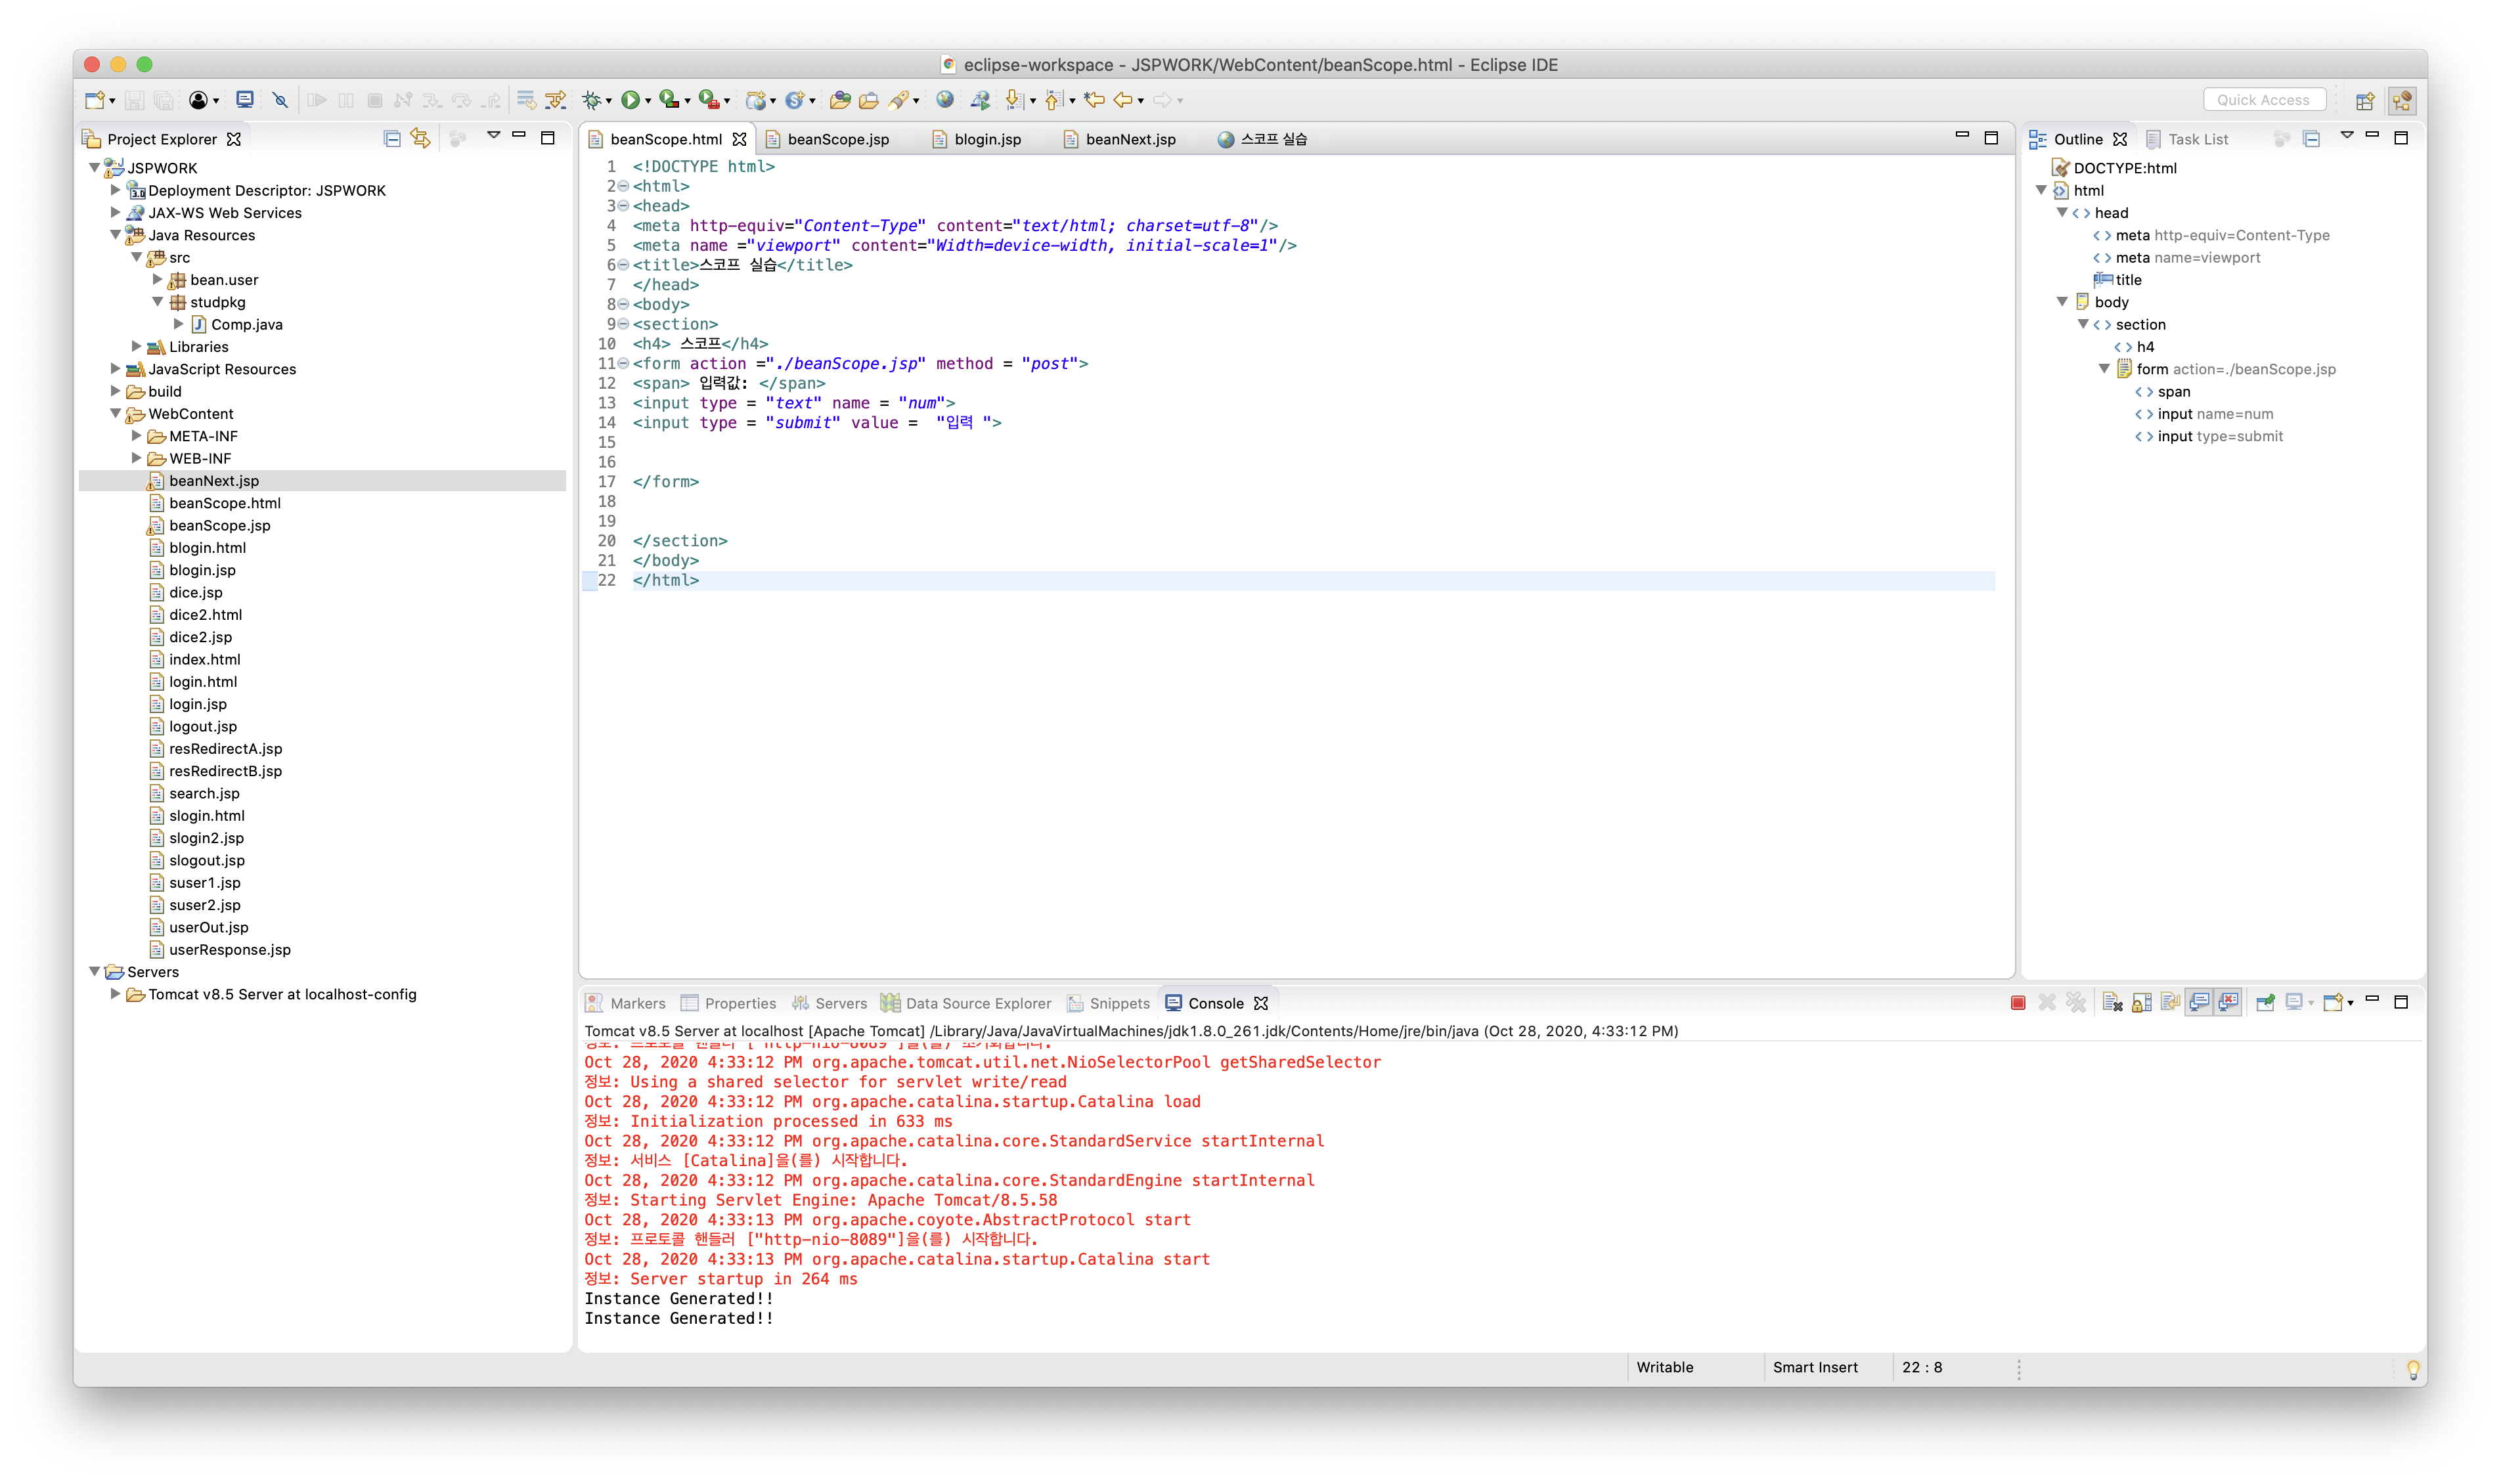 eclipse-workspace - JSPWORK/WebContent/beanScope.html - Eclipse IDE
Quick Access
Project Explorer
JSPWORK
Deployment Descriptor: JSPWORK
JAX-WS Web Services
Java Resources
src
bean.user
studpkg
Comp.java
Libraries
JavaScript Resources
build
WebContent
META-INF
WEB-INF
beanNext.jsp
beanScope.html
beanScope.jsp
blogin.html
blogin.jsp
dice.jsp
dice2.html
dice2.jsp
index.html
login.html
login.jsp
logout.jsp
resRedirectA.jsp
resRedirectB.jsp
search.jsp
slogin.html
slogin2.jsp
slogout.jsp
suser1.jsp
suser2.jsp
userOut.jsp
userResponse.jsp
Servers
Tomcat v8.5 Server at localhost-config
beanScope.html beanScope.jsp blogin.jsp beanNext.jsp 스코프 실습
1 <!DOCTYPE html>
2 <html>
3 <head>
4 <meta http-equiv="Content-Type" content="text/html; charset=utf-8"/>
5 <meta name ="viewport" content="Width=device-width, initial-scale=1"/>
6 <title>스코프 실습</title>
7 </head>
8 <body>
9 <section>
10 <h4> 스코프</h4>
11 <form action ="./beanScope.jsp" method = "post">
12 <span> 입력값: </span>
13 <input type = "text" name = "num">
14 <input type = "submit" value =  "입력 ">
15
16
17 </form>
18
19
20 </section>
21 </body>
22 </html>
Outline Task List
DOCTYPE:html
html
head
meta http-equiv=Content-Type
meta name=viewport
title
body
section
h4
form action=./beanScope.jsp
span
input name=num
input type=submit
Markers Properties Servers Data Source Explorer Snippets Console
Tomcat v8.5 Server at localhost [Apache Tomcat] /Library/Java/JavaVirtualMachines/jdk1.8.0_261.jdk/Contents/Home/jre/bin/java (Oct 28, 2020, 4:33:12 PM)
정보: 프로토콜 핸들러 ["http-nio-8089"]을(를) 초기화합니다.
Oct 28, 2020 4:33:12 PM org.apache.tomcat.util.net.NioSelectorPool getSharedSelector
정보: Using a shared selector for servlet write/read
Oct 28, 2020 4:33:12 PM org.apache.catalina.startup.Catalina load
정보: Initialization processed in 633 ms
Oct 28, 2020 4:33:12 PM org.apache.catalina.core.StandardService startInternal
정보: 서비스 [Catalina]을(를) 시작합니다.
Oct 28, 2020 4:33:12 PM org.apache.catalina.core.StandardEngine startInternal
정보: Starting Servlet Engine: Apache Tomcat/8.5.58
Oct 28, 2020 4:33:13 PM org.apache.coyote.AbstractProtocol start
정보: 프로토콜 핸들러 ["http-nio-8089"]을(를) 시작합니다.
Oct 28, 2020 4:33:13 PM org.apache.catalina.startup.Catalina start
정보: Server startup in 264 ms
Instance Generated!!
Instance Generated!!
Writable Smart Insert 22 : 8